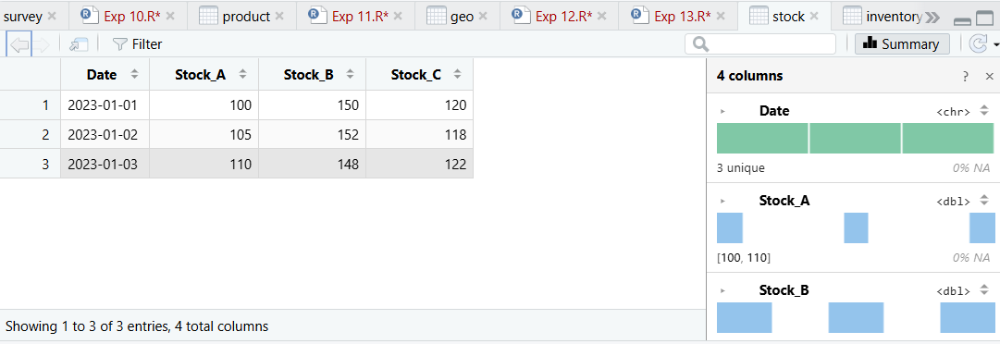 survey Exp 10.R* product Exp 11.R* geo Exp 12.R* Exp 13.R* stock inventory
Filter Summary
Date Stock_A Stock_B Stock_C
1 2023-01-01 100 150 120
2 2023-01-02 105 152 118
3 2023-01-03 110 148 122
Showing 1 to 3 of 3 entries, 4 total columns
4 columns ?
Date <chr>
3 unique 0% NA
Stock_A <dbl>
[100, 110] 0% NA
Stock_B <dbl>